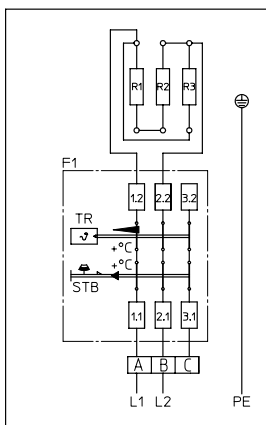 R1 R2 R3
F1
1.2 2.2 3.2
TR
+°C
+°C
STB
1.1 2.1 3.1
A B C
L1 L2 PE